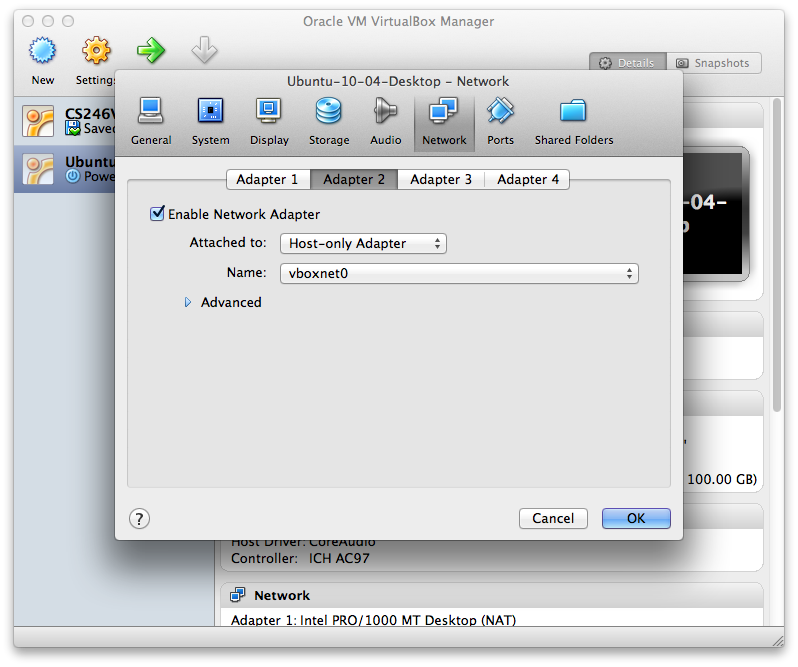 Oracle VM VirtualBox Manager
New
Setting
Details
Snapshots
CS246V
Saved
Ubuntu
Powe
Ubuntu-10-04-Desktop – Network
General System Display Storage Audio Network Ports Shared Folders
Adapter 1 Adapter 2 Adapter 3 Adapter 4
Enable Network Adapter
Attached to: Host-only Adapter
Name: vboxnet0
Advanced
-04-
100.00 GB)
?
Cancel OK
Host Driver: CoreAudio
Controller: ICH AC97
Network
Adapter 1: Intel PRO/1000 MT Desktop (NAT)